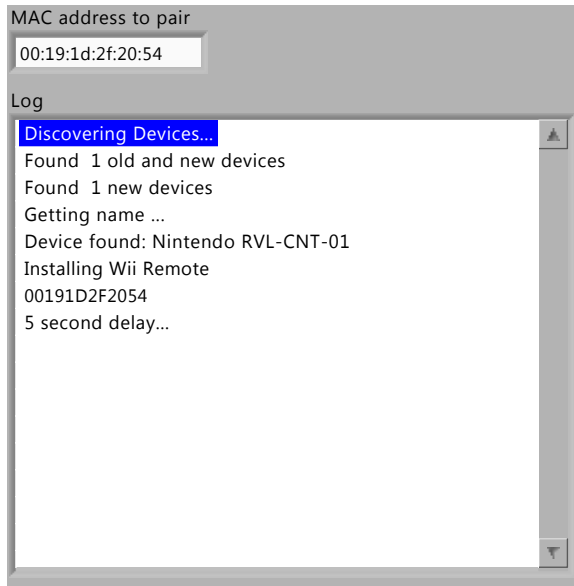 MAC address to pair
00:19:1d:2f:20:54
Log
Discovering Devices...
Found  1 old and new devices
Found  1 new devices
Getting name ...
Device found: Nintendo RVL-CNT-01
Installing Wii Remote
00191D2F2054
5 second delay...